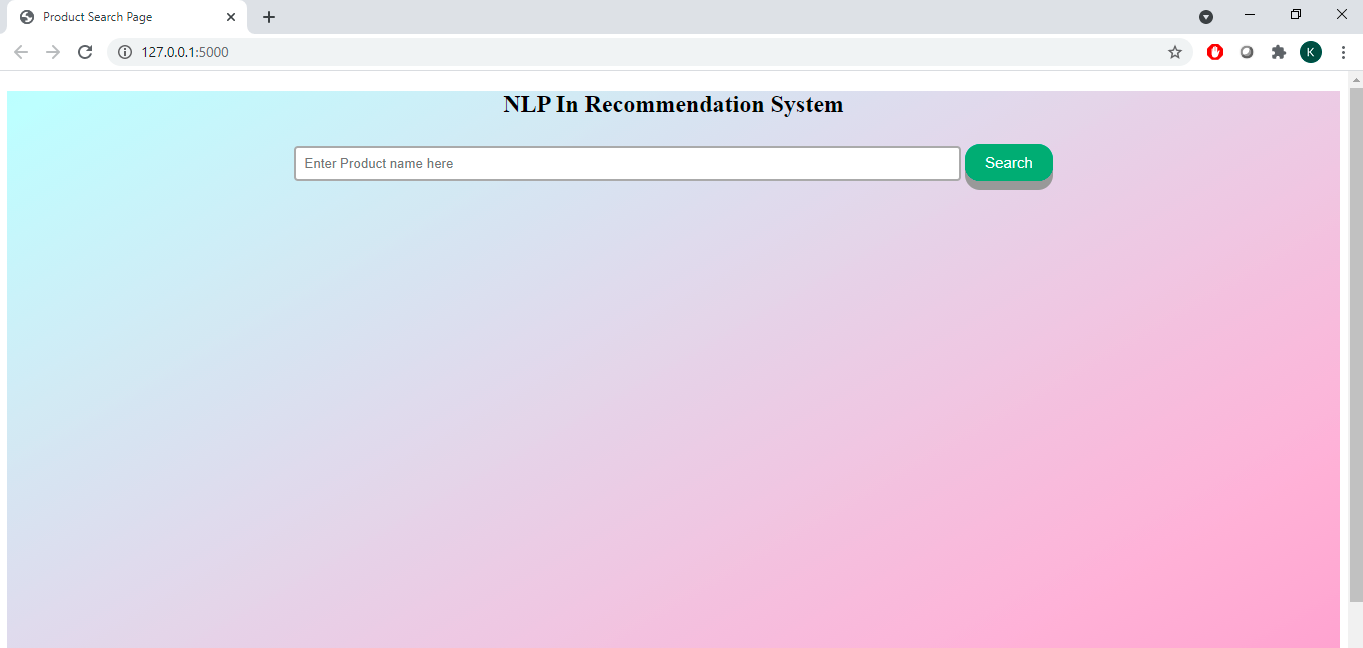 Product Search Page
127.0.0.1:5000
K
NLP In Recommendation System
Enter Product name here
Search